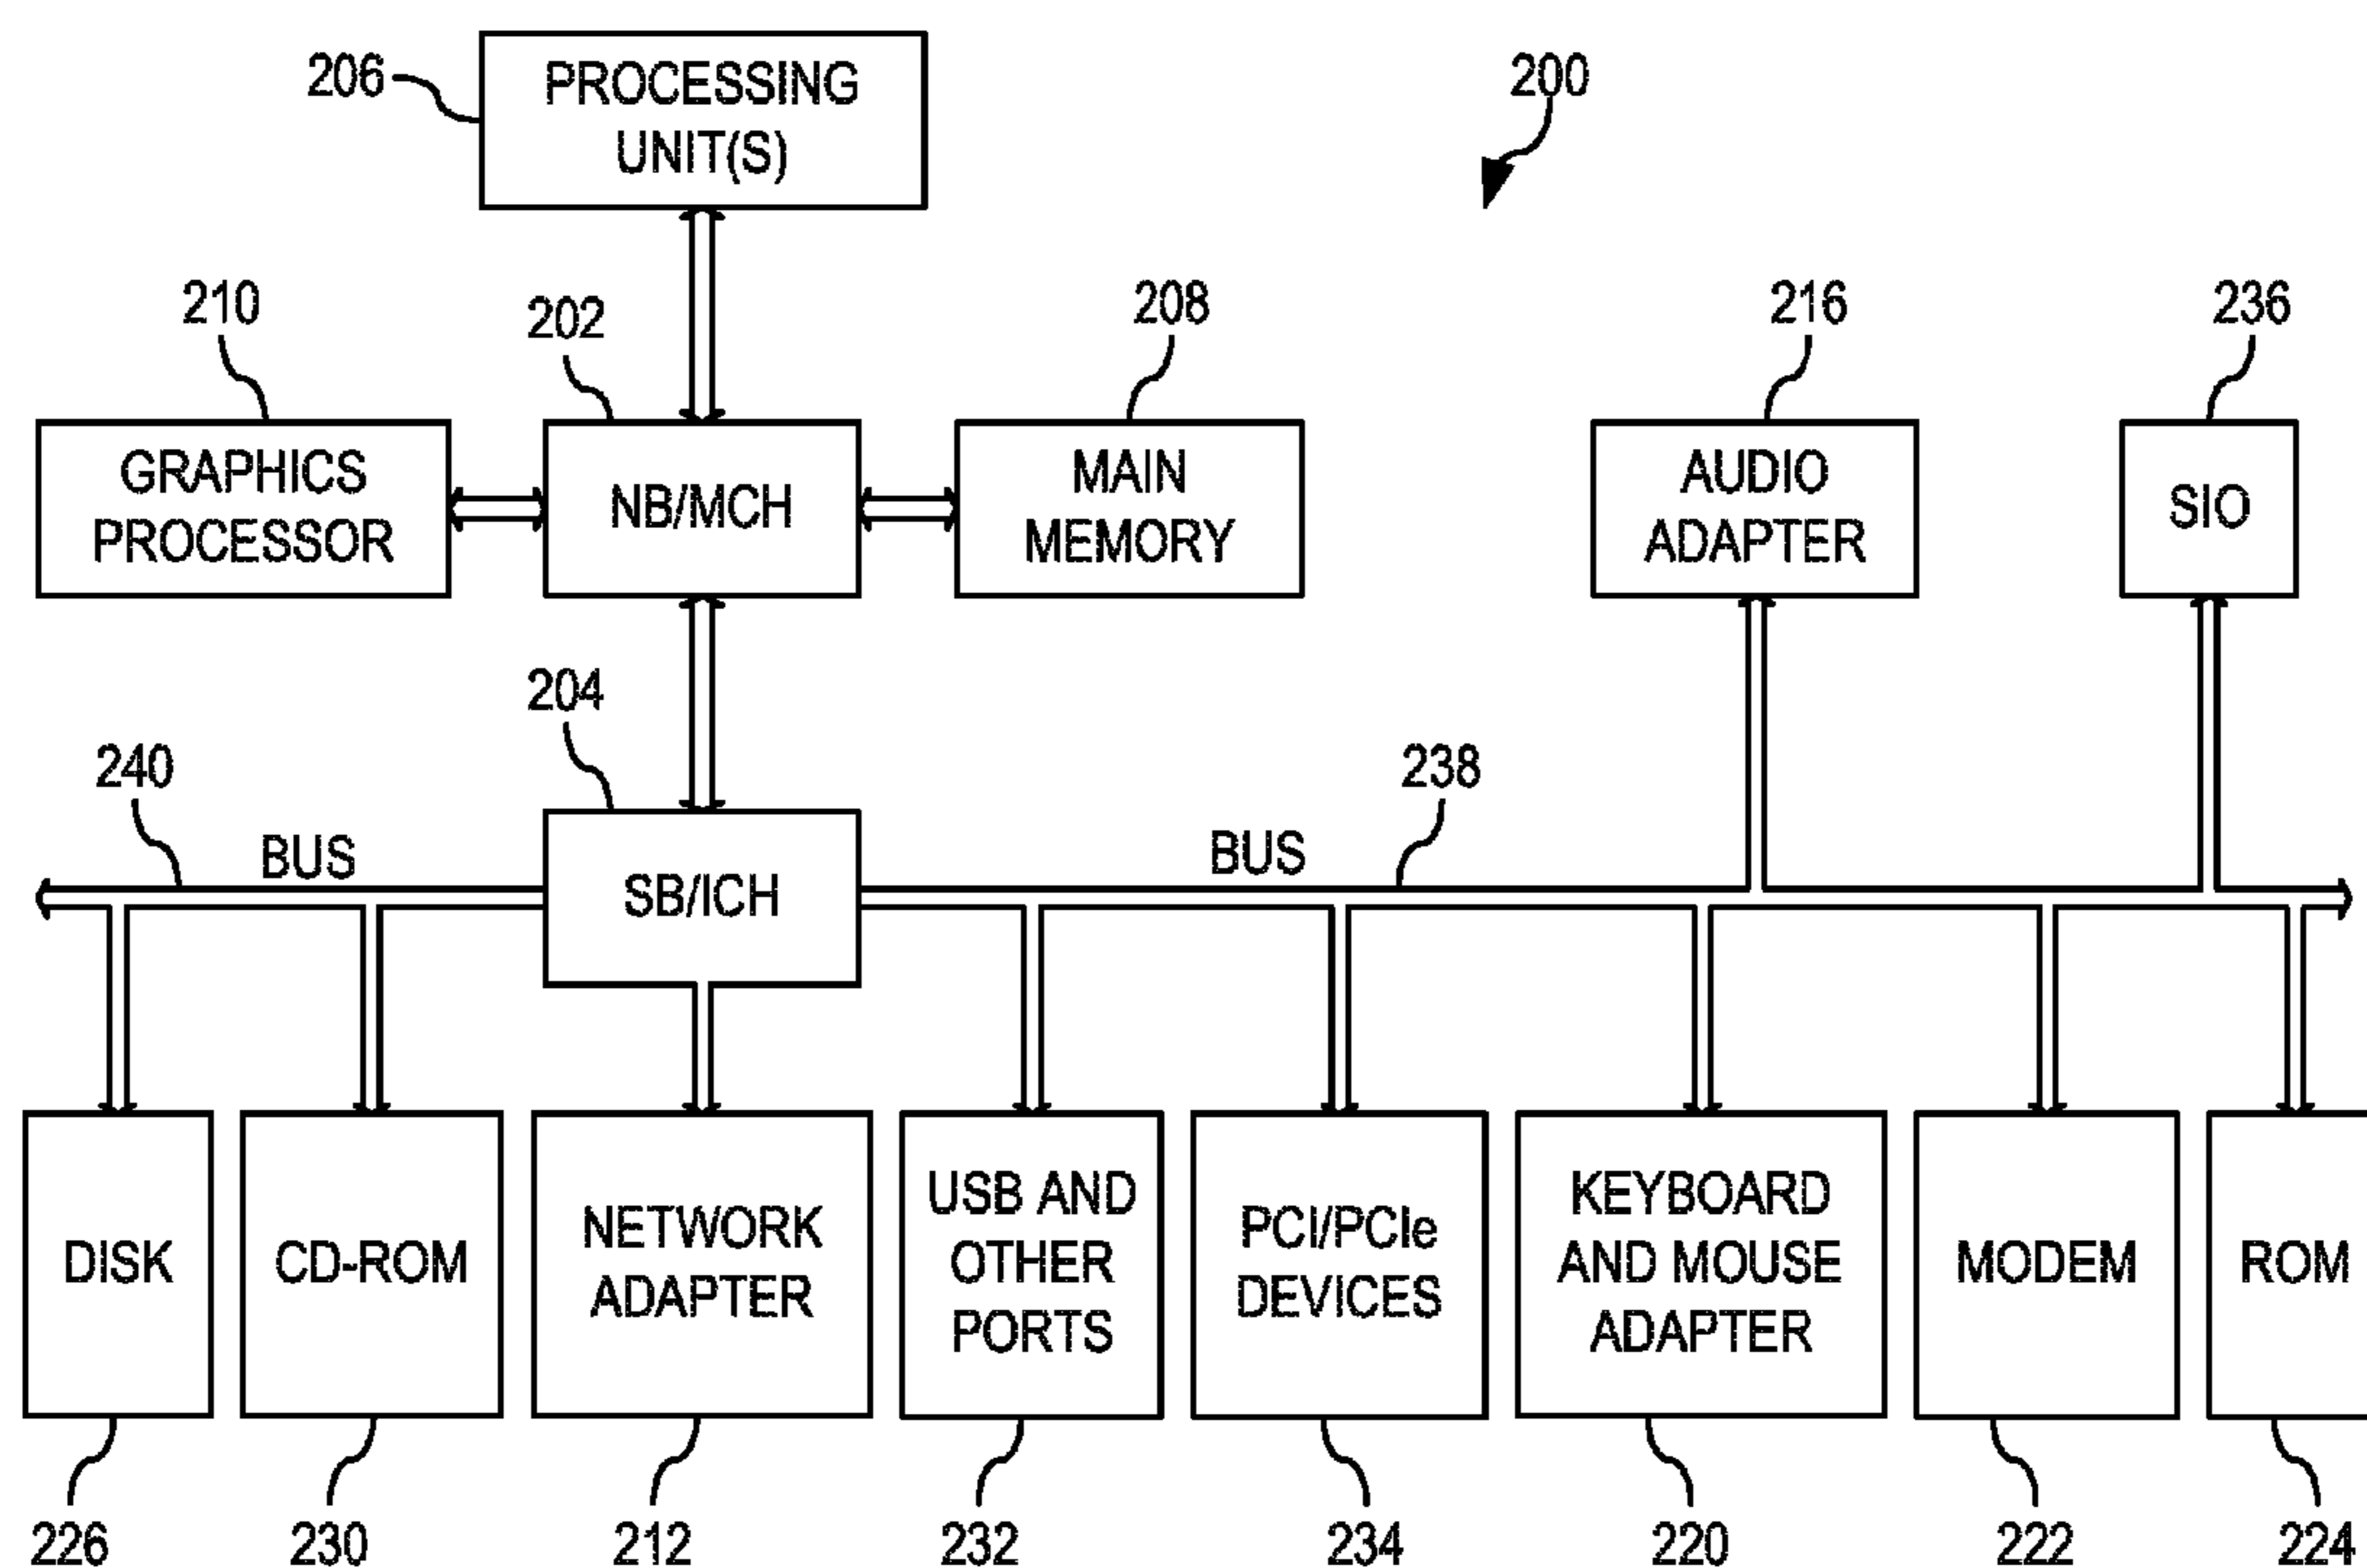 206
PROCESSING
UNIT(S)
200
210
202
208
216
236
GRAPHICS
PROCESSOR
NB/MCH
MAIN
MEMORY
AUDIO
ADAPTER
SIO
204
240
238
BUS
SB/ICH
BUS
DISK
CD-ROM
NETWORK
ADAPTER
USB AND
OTHER
PORTS
PCI/PCIe
DEVICES
KEYBOARD
AND MOUSE
ADAPTER
MODEM
ROM
226
230
212
232
234
220
222
224